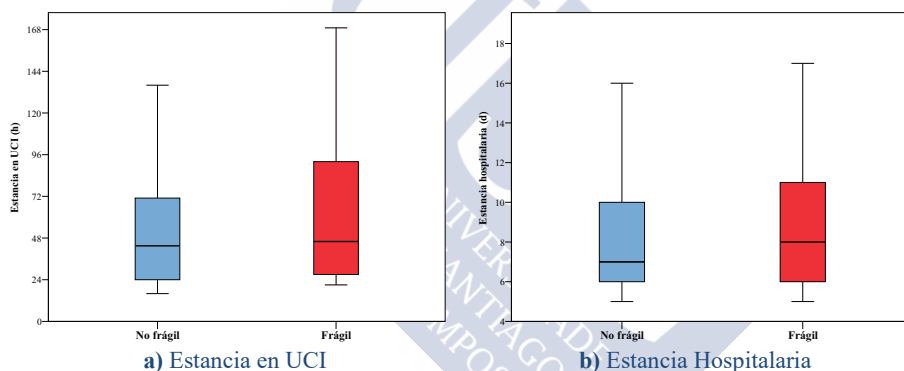 Estancia en UCI (h)
168
144
120
96
72
48
24
0
No frágil
Frágil
a) Estancia en UCI
Estancia hospitalaria (d)
18
16
14
12
10
8
6
4
No frágil
Frágil
b) Estancia Hospitalaria